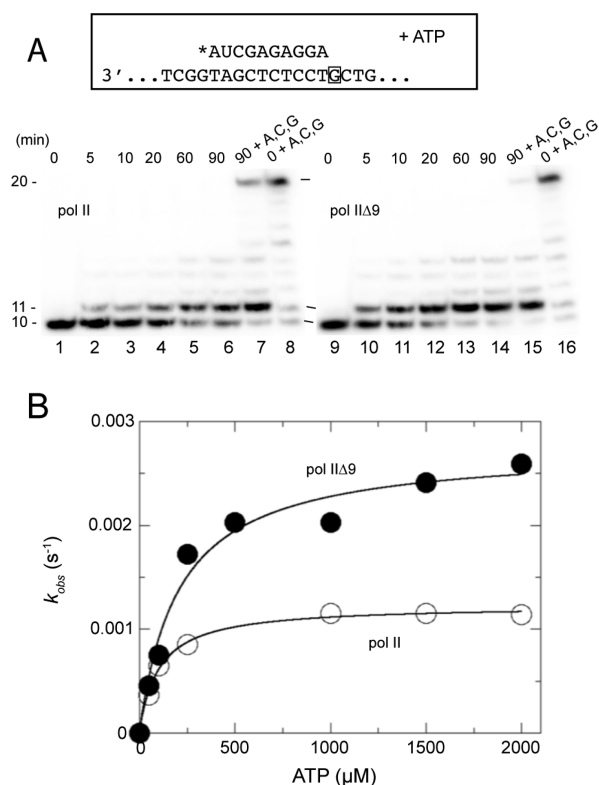 A
+ ATP
*AUCGAGAGGA
3′...TCGGTAGCTCTCCTGCTG...
(min) 0 5 10 20 60 90 90 + A,C,G 0 + A,C,G 0 5 10 20 60 90 90 + A,C,G 0 + A,C,G
20 -
pol II pol IIΔ9
11 -
10 -
1 2 3 4 5 6 7 8 9 10 11 12 13 14 15 16
B
0.003
0.002
0.001
0
kobs (s-1)
pol IIΔ9
pol II
0 500 1000 1500 2000
ATP (µM)